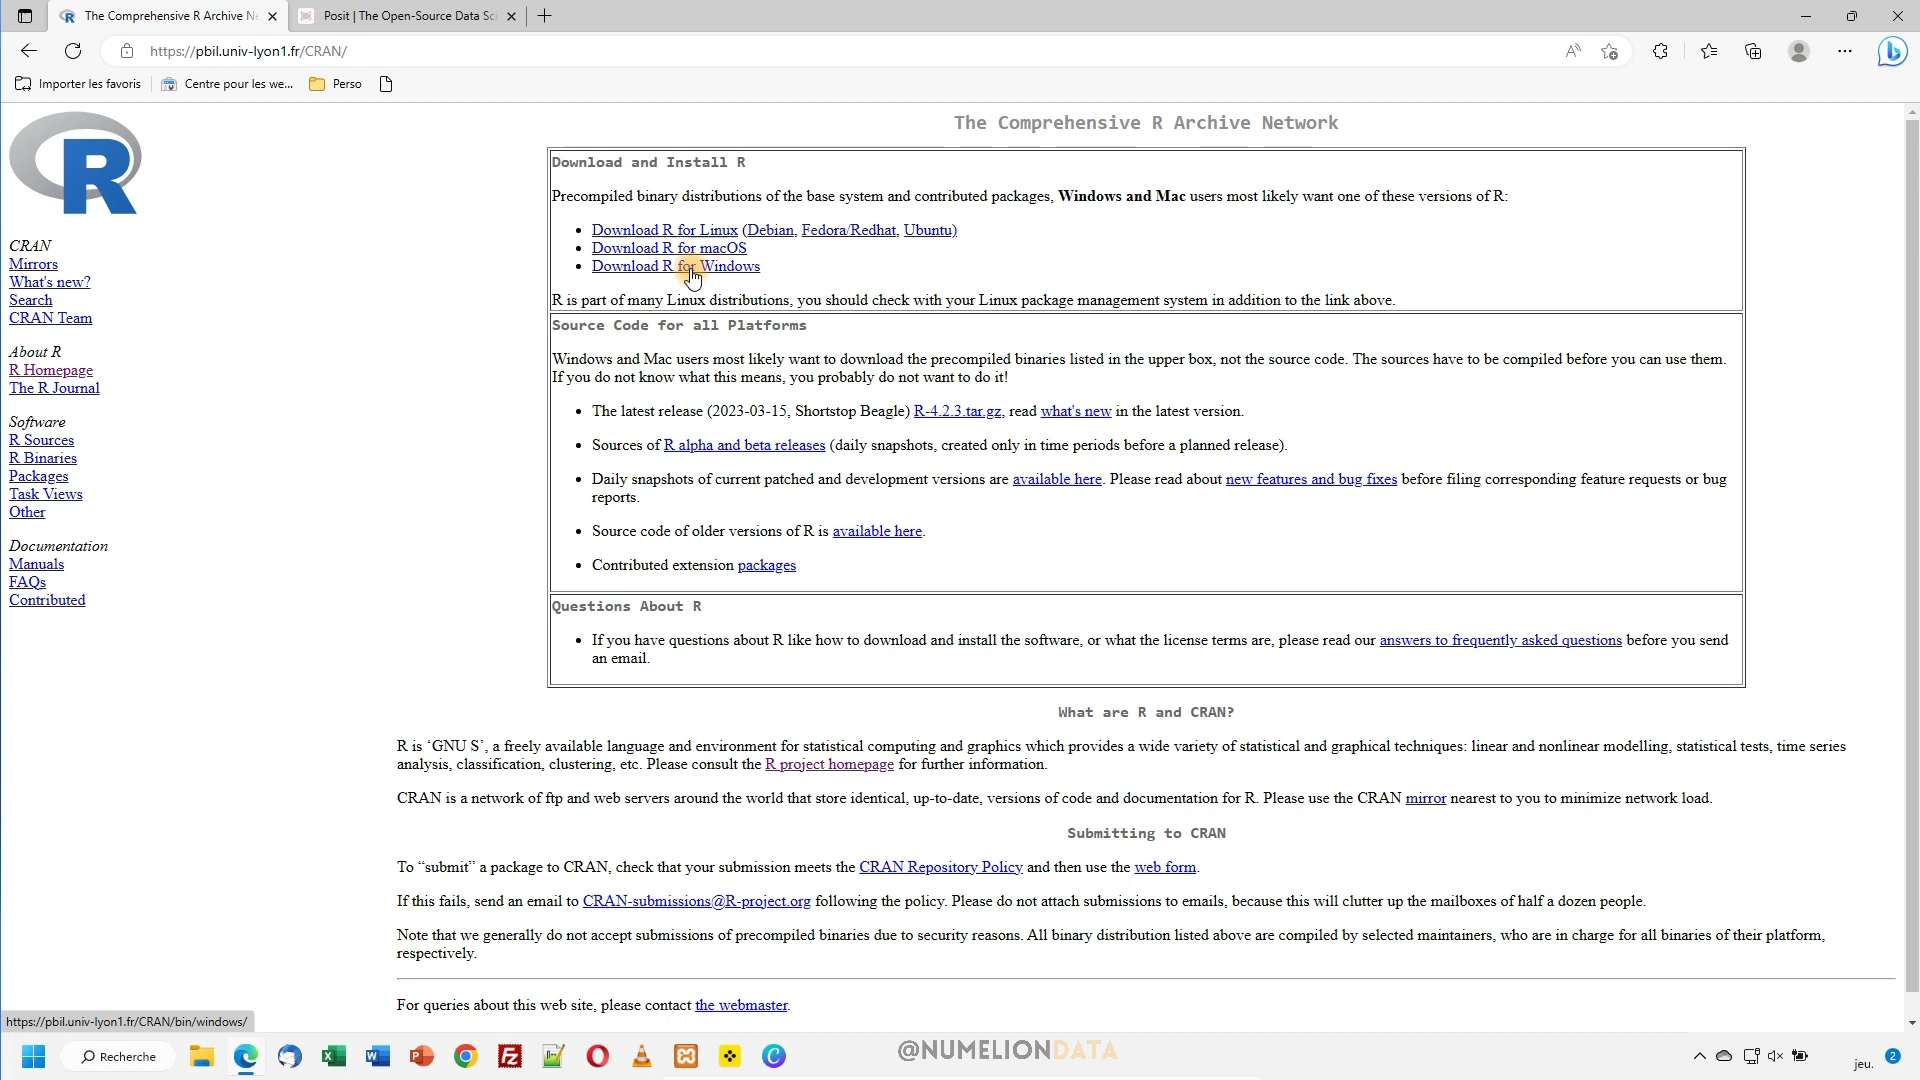 The Comprehensive R Archive Ne
Posit | The Open-Source Data Sci
https://pbil.univ-lyon1.fr/CRAN/
Importer les favoris
Centre pour les we...
Perso
R
CRAN
Mirrors
What's new?
Search
CRAN Team
About R
R Homepage
The R Journal
Software
R Sources
R Binaries
Packages
Task Views
Other
Documentation
Manuals
FAQs
Contributed
The Comprehensive R Archive Network
Download and Install R
Precompiled binary distributions of the base system and contributed packages, Windows and Mac users most likely want one of these versions of R:
Download R for Linux (Debian, Fedora/Redhat, Ubuntu)
Download R for macOS
Download R for Windows
R is part of many Linux distributions, you should check with your Linux package management system in addition to the link above.
Source Code for all Platforms
Windows and Mac users most likely want to download the precompiled binaries listed in the upper box, not the source code. The sources have to be compiled before you can use them.
If you do not know what this means, you probably do not want to do it!
The latest release (2023-03-15, Shortstop Beagle) R-4.2.3.tar.gz, read what's new in the latest version.
Sources of R alpha and beta releases (daily snapshots, created only in time periods before a planned release).
Daily snapshots of current patched and development versions are available here. Please read about new features and bug fixes before filing corresponding feature requests or bug
reports.
Source code of older versions of R is available here.
Contributed extension packages
Questions About R
If you have questions about R like how to download and install the software, or what the license terms are, please read our answers to frequently asked questions before you send
an email.
What are R and CRAN?
R is ‘GNU S’, a freely available language and environment for statistical computing and graphics which provides a wide variety of statistical and graphical techniques: linear and nonlinear modelling, statistical tests, time series
analysis, classification, clustering, etc. Please consult the R project homepage for further information.
CRAN is a network of ftp and web servers around the world that store identical, up-to-date, versions of code and documentation for R. Please use the CRAN mirror nearest to you to minimize network load.
Submitting to CRAN
To “submit” a package to CRAN, check that your submission meets the CRAN Repository Policy and then use the web form.
If this fails, send an email to CRAN-submissions@R-project.org following the policy. Please do not attach submissions to emails, because this will clutter up the mailboxes of half a dozen people.
Note that we generally do not accept submissions of precompiled binaries due to security reasons. All binary distribution listed above are compiled by selected maintainers, who are in charge for all binaries of their platform,
respectively.
For queries about this web site, please contact the webmaster.
https://pbil.univ-lyon1.fr/CRAN/bin/windows/
Recherche
@NUMELIONDATA
jeu.
2